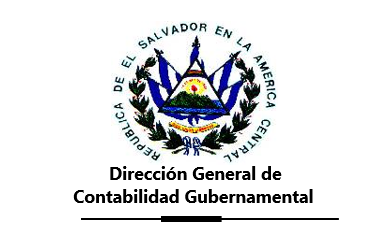 REPUBLICA DE EL SALVADOR EN LA AMERICA CENTRAL
Dirección General de
Contabilidad Gubernamental